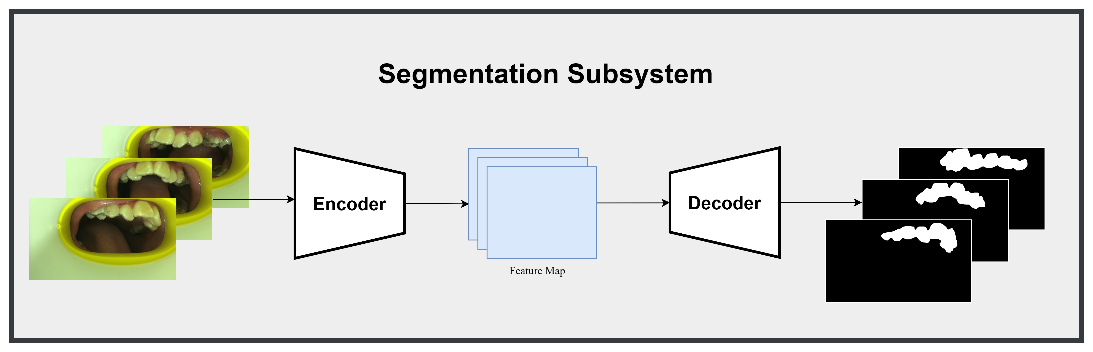 Segmentation Subsystem
Encoder
Feature Map
Decoder